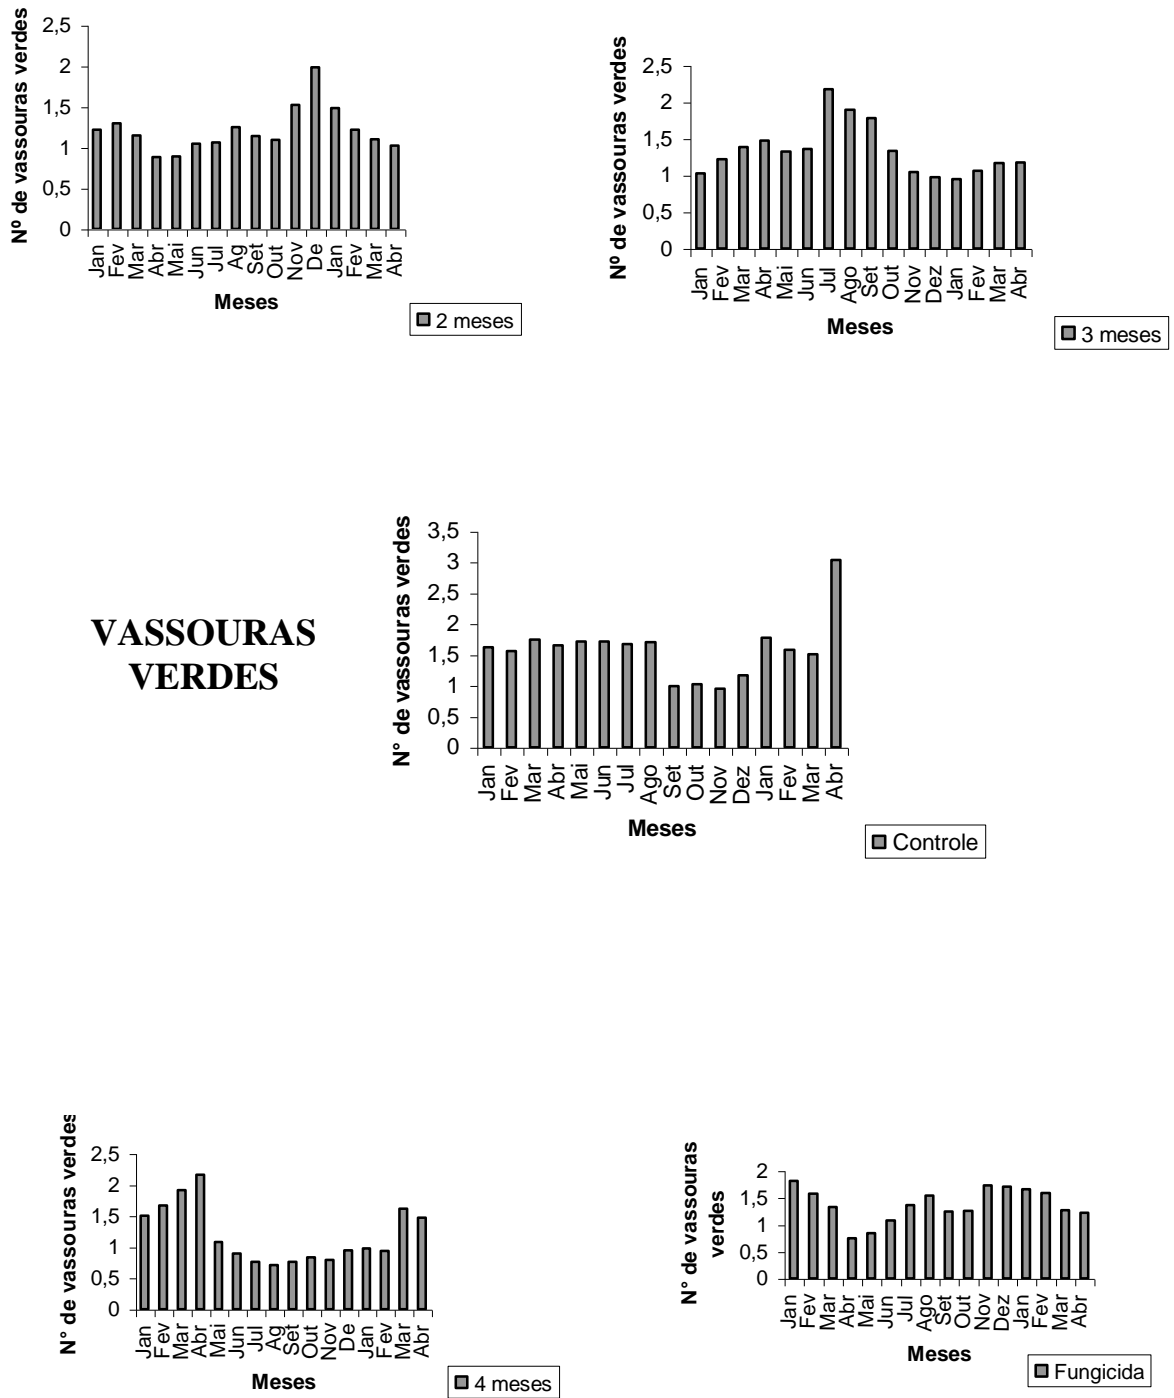 Nº de vassouras verdes
2,5
2
1,5
1
0,5
0
Jan Fev Mar Abr Mai Jun Jul Ag Set Out Nov De Jan Fev Mar Abr
Meses
2 meses
Nº de vassouras verdes
2,5
2
1,5
1
0,5
0
Jan Fev Mar Abr Mai Jun Jul Ago Set Out Nov Dez Jan Fev Mar Abr
Meses
3 meses
VASSOURAS
VERDES
N° de vassouras verdes
3,5
3
2,5
2
1,5
1
0,5
0
Jan Fev Mar Abr Mai Jun Jul Ago Set Out Nov Dez Jan Fev Mar Abr
Meses
Controle
N° de vassouras verdes
2,5
2
1,5
1
0,5
0
Jan Fev Mar Abr Mai Jun Jul Ag Set Out Nov De Jan Fev Mar Abr
Meses
4 meses
N° de vassouras
verdes
2
1,5
1
0,5
0
Jan Fev Mar Abr Mai Jun Jul Ago Set Out Nov Dez Jan Fev Mar Abr
Meses
Fungicida